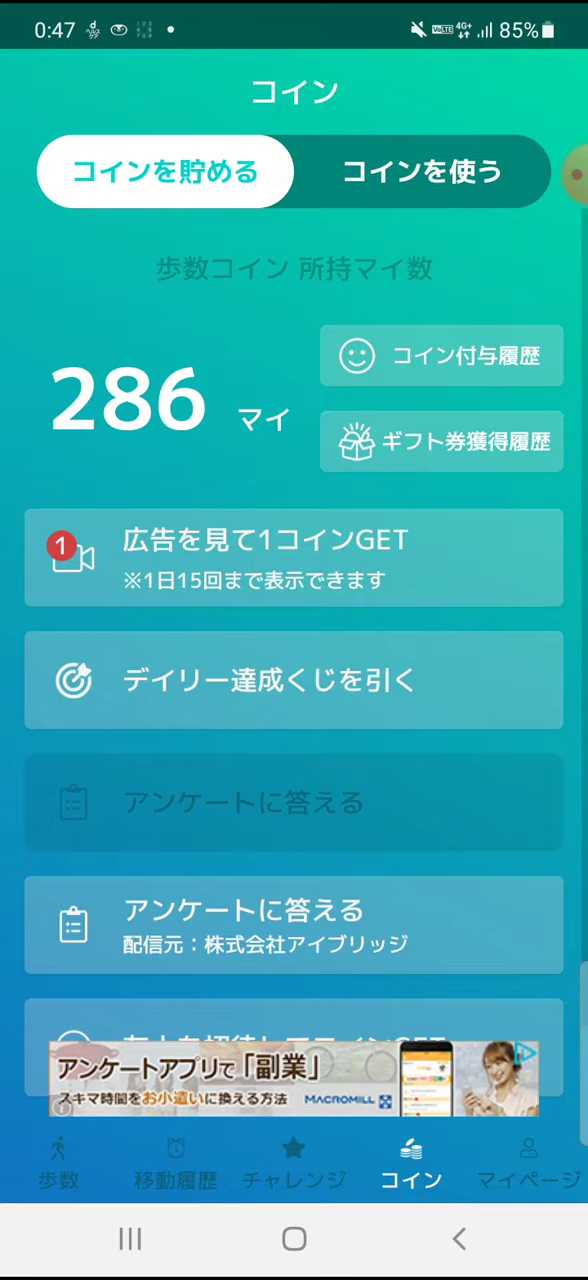 0:47
VoLTE 4G+ 85%
コイン
コインを貯める コインを使う
歩数コイン 所持マイ数
コイン付与履歴
286 マイ
ギフト券獲得履歴
1
広告を見て1コインGET
※1日15回まで表示できます
デイリー達成くじを引く
アンケートに答える
アンケートに答える
配信元：株式会社アイブリッジ
アンケートアプリで「副業」
スキマ時間をお小遣いに換える方法 MACROMILL
歩数 移動履歴 チャレンジ コイン マイページ